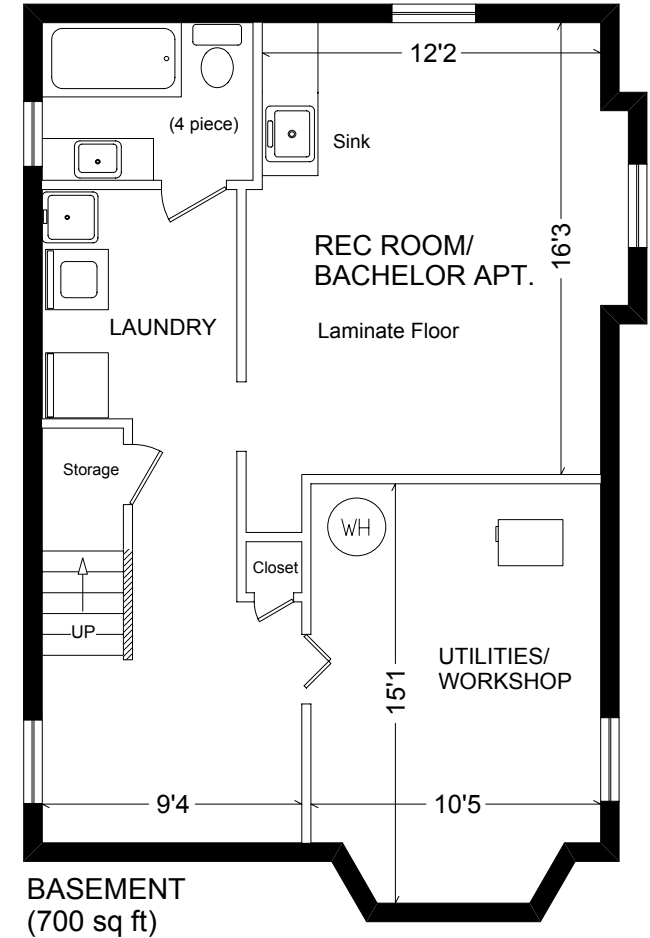 12'2
(4 piece)
Sink
16'3
REC ROOM/
BACHELOR APT.
LAUNDRY
Laminate Floor
Storage
WH
Closet
UP
UTILITIES/
WORKSHOP
15'1
9'4
10'5
BASEMENT
(700 sq ft)